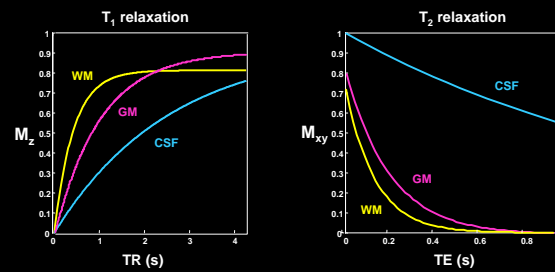 T₁ relaxation
1
0.9
0.8
0.7
0.6
0.5
0.4
0.3
0.2
0.1
0
M_z
WM
GM
CSF
0 1 2 3 4
TR (s)
T₂ relaxation
1
0.9
0.8
0.7
0.6
0.5
0.4
0.3
0.2
0.1
0
M_xy
CSF
GM
WM
0 0.2 0.4 0.6 0.8
TE (s)